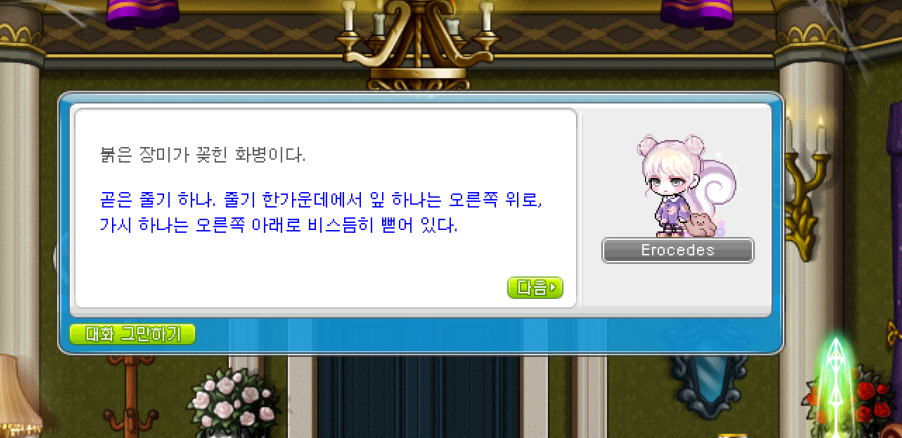 붉은 장미가 꽂힌 화병이다.
곧은 줄기 하나. 줄기 한가운데에서 잎 하나는 오른쪽 위로,
가시 하나는 오른쪽 아래로 비스듬히 뻗어 있다.
Erocedes
다음
대화 그만하기